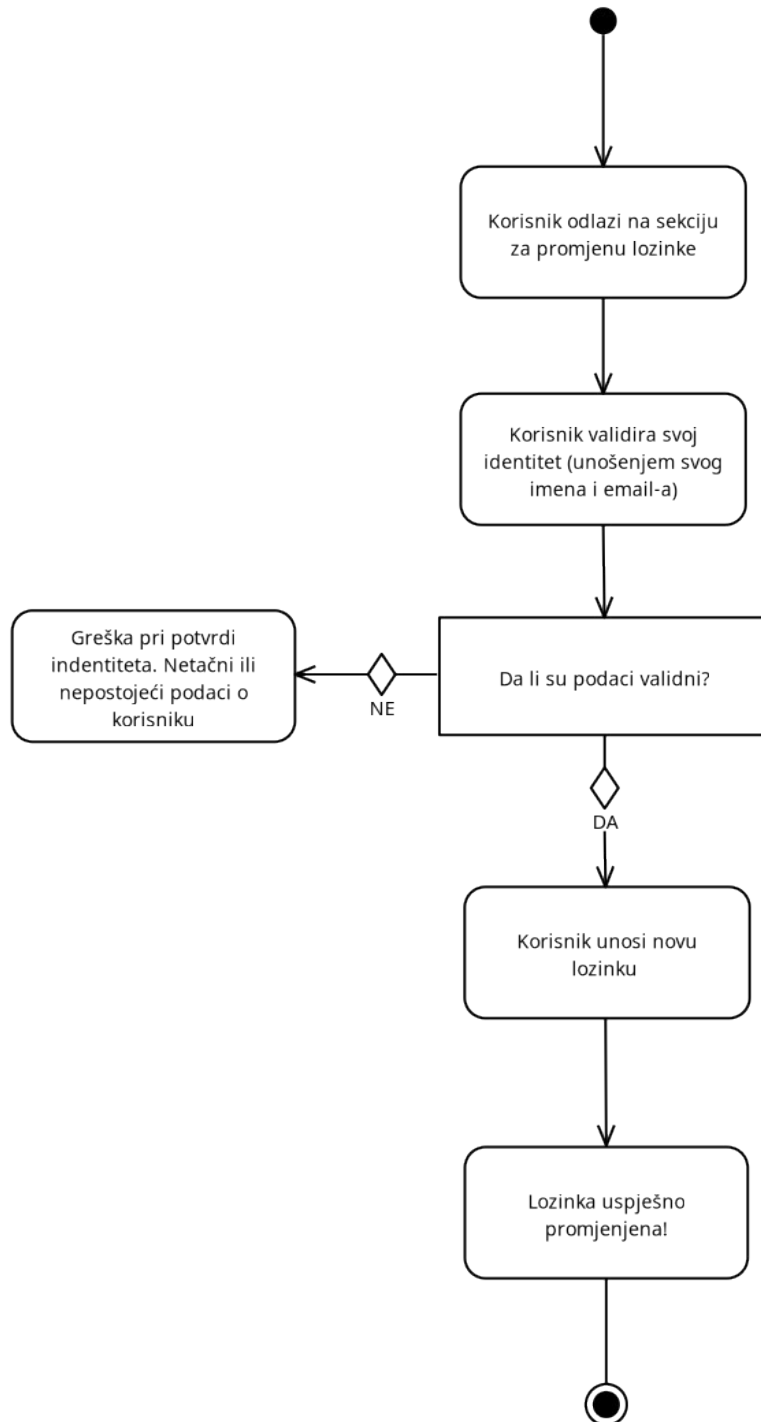 Korisnik odlazi na sekciju
za promjenu lozinke
Korisnik validira svoj
identitet (unošenjem svog
imena i email-a)
Greška pri potvrdi
indentiteta. Netačni ili
nepostojeći podaci o
korisniku
NE
Da li su podaci validni?
DA
Korisnik unosi novu
lozinku
Lozinka uspješno
promjenjena!